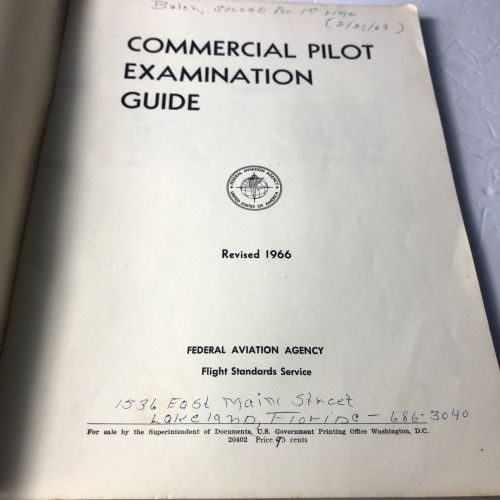 Buick, soloed for 1st time
(2/21/69)
COMMERCIAL PILOT
EXAMINATION
GUIDE
FEDERAL AVIATION AGENCY
UNITED STATES OF AMERICA
Revised 1966
FEDERAL AVIATION AGENCY
Flight Standards Service
1536 East Main Street
Lakeland, Florida - 686-3040
For sale by the Superintendent of Documents, U.S. Government Printing Office Washington, D.C.
20402 Price 95 cents